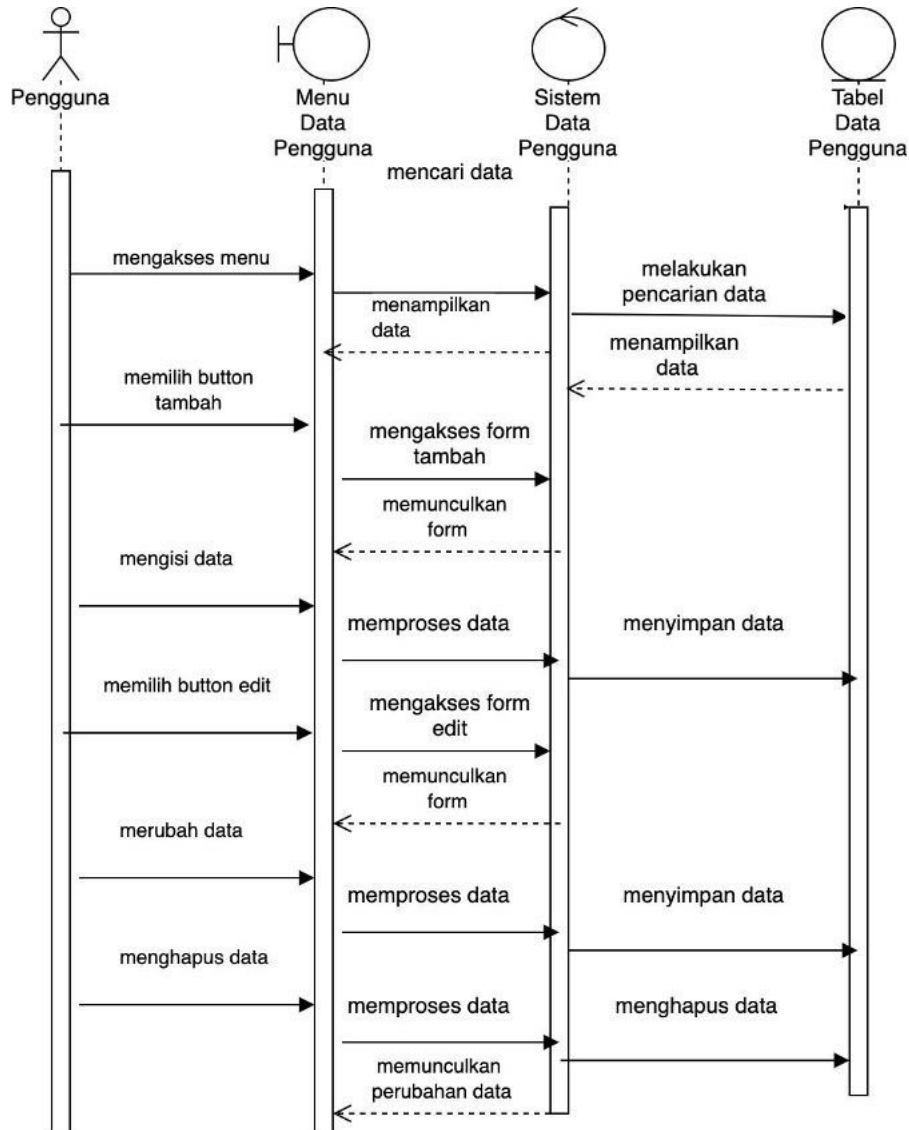 Pengguna
Menu
Data
Pengguna
Sistem
Data
Pengguna
Tabel
Data
Pengguna
mencari data
mengakses menu
melakukan
pencarian data
menampilkan
data
menampilkan
data
memilih button
tambah
mengakses form
tambah
memunculkan
form
mengisi data
memproses data
menyimpan data
memilih button edit
mengakses form
edit
memunculkan
form
merubah data
memproses data
menyimpan data
menghapus data
memproses data
menghapus data
memunculkan
perubahan data